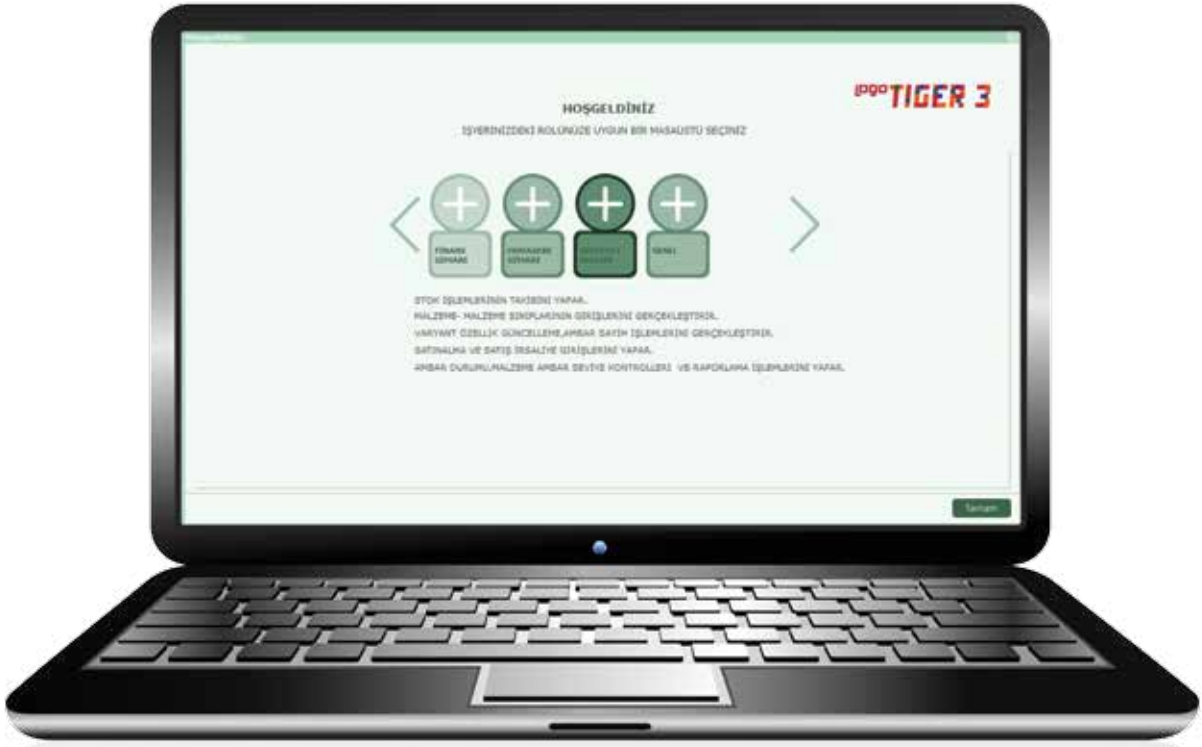 LOGO TIGER 3
HOŞGELDİNİZ
İŞYERİNİZDEKİ ROLÜNÜZE UYGUN BİR MASAÜSTÜ SEÇİNİZ
FİNANS
UZMANI
MUHASEBE
UZMANI
GENEL
STOK İŞLEMLERİNİN TAKİBİNİ YAPAR.
MALZEME- MALZEME SINIFLARININ GİRİŞLERİNİ GERÇEKLEŞTİRİR.
VARYANT ÖZELLİK GÜNCELLEME,AMBAR SAYIM İŞLEMLERİNİ GERÇEKLEŞTİRİR.
SATINALMA VE SATIŞ İRSALİYE GİRİŞLERİNİ YAPAR.
AMBAR DURUMU,MALZEME AMBAR SEVİYE KONTROLLERİ VE RAPORLAMA İŞLEMLERİNİ YAPAR.
Tamam